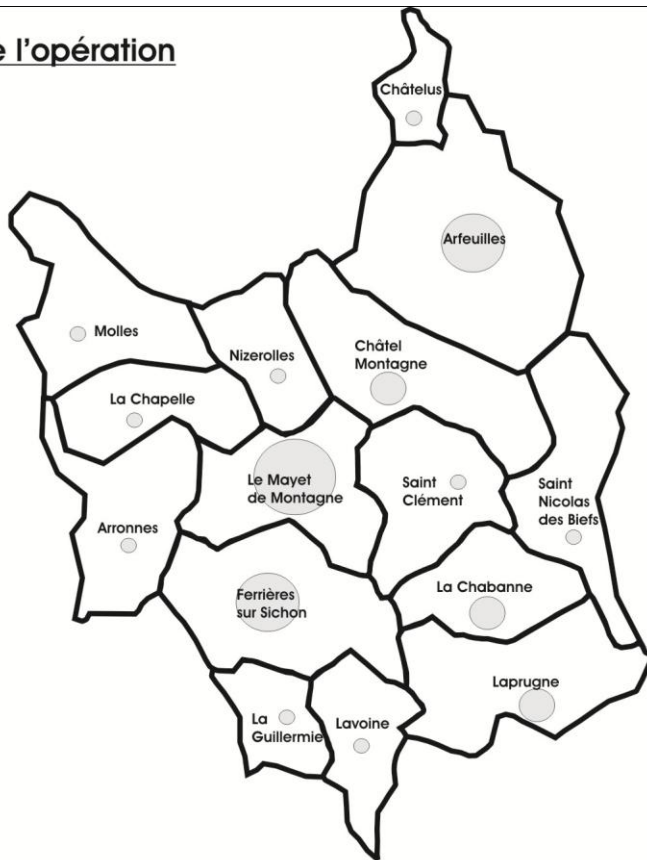 e l'opération
Châtelus
Arfeuilles
Molles
Nizerolles
Châtel
Montagne
La Chapelle
Le Mayet
de Montagne
Saint
Clément
Saint
Nicolas
des Biefs
Arronnes
La Chabanne
Ferrières
sur Sichon
Laprugne
La
Guillermie
Lavoine